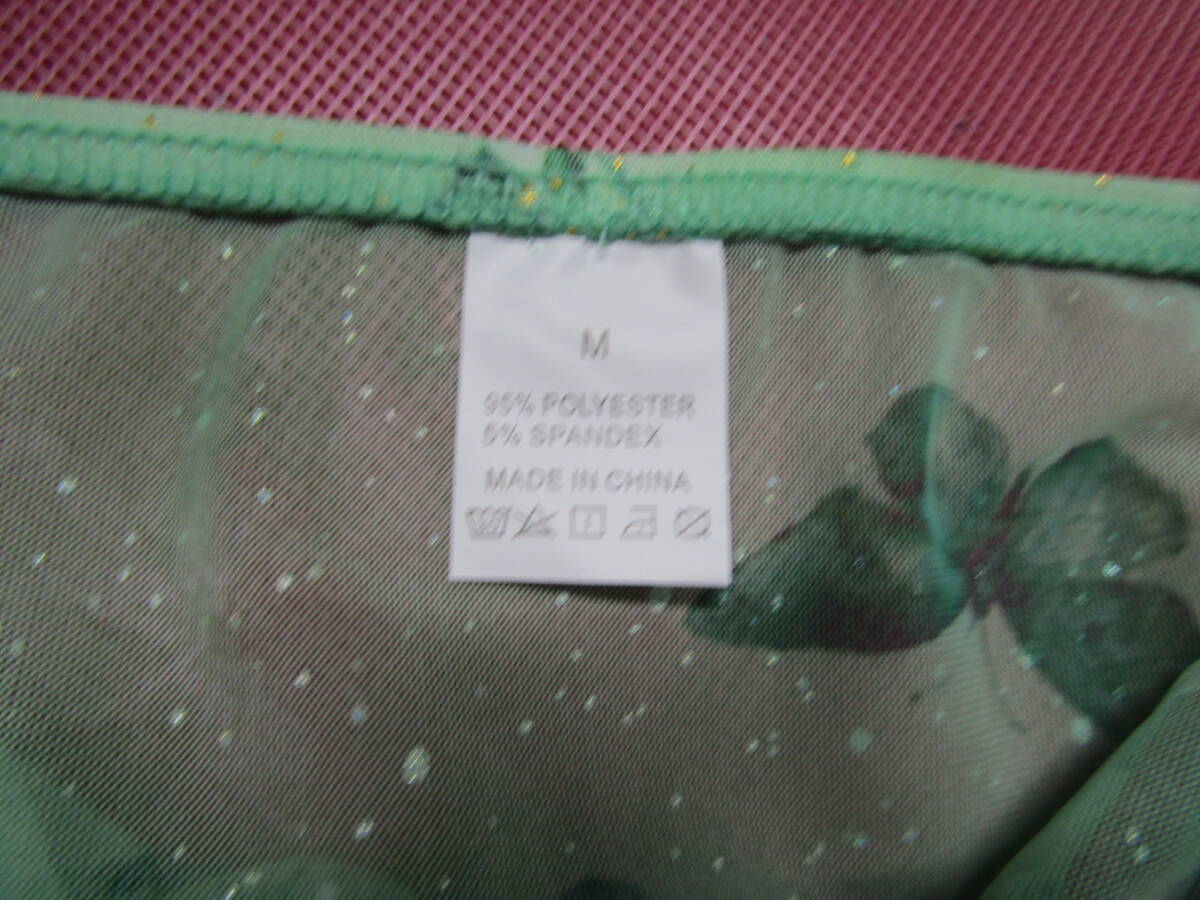 M
95% POLYESTER
5% SPANDEX
MADE IN CHINA